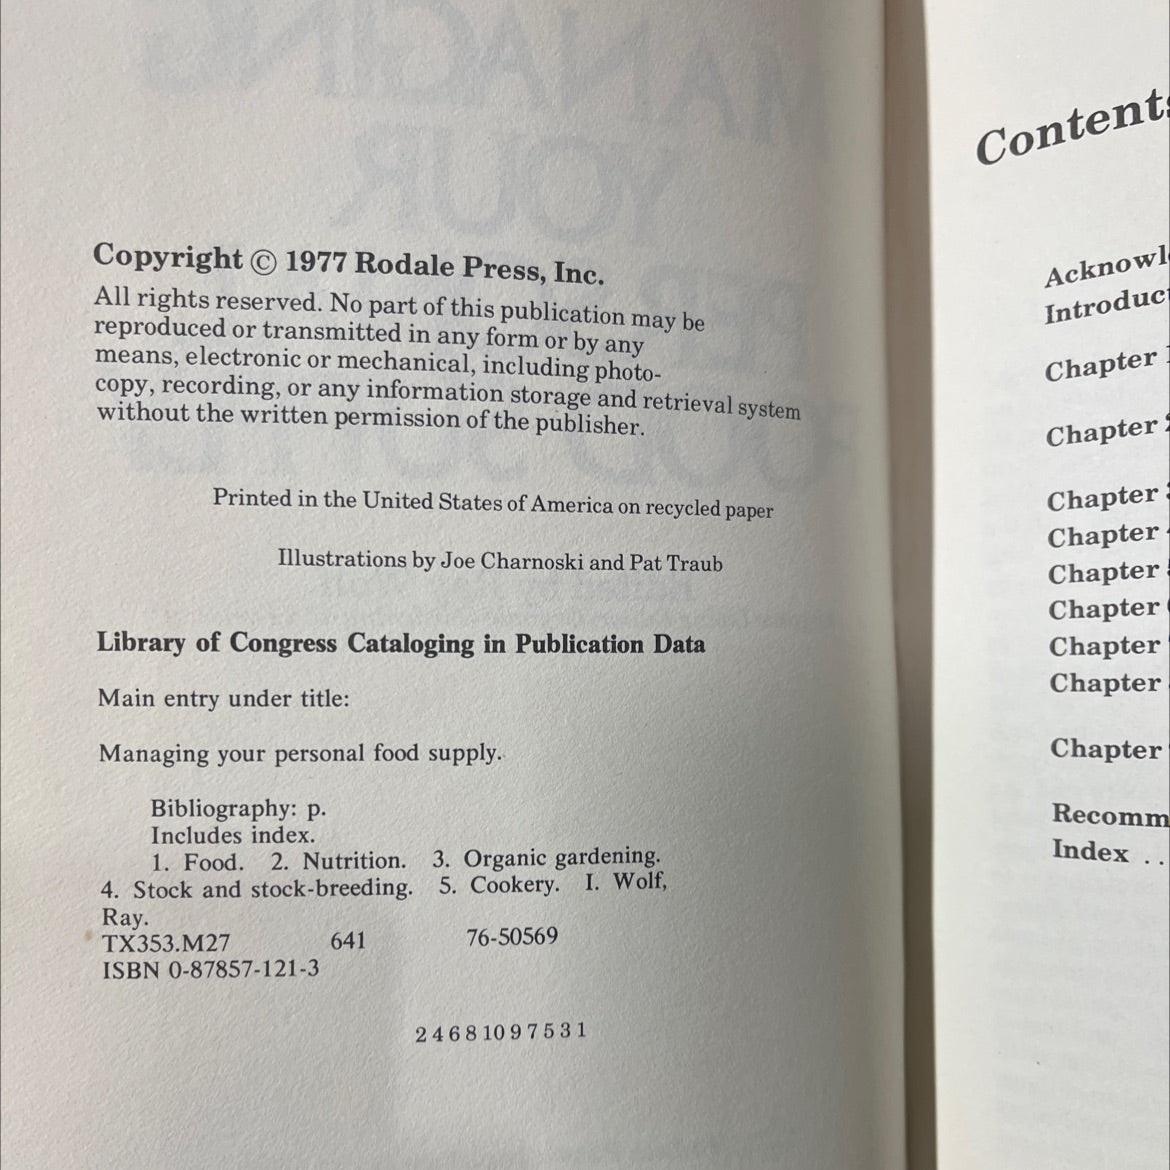 Copyright © 1977 Rodale Press, Inc.
All rights reserved. No part of this publication may be
reproduced or transmitted in any form or by any
means, electronic or mechanical, including photo-
copy, recording, or any information storage and retrieval system
without the written permission of the publisher.
Printed in the United States of America on recycled paper
Illustrations by Joe Charnoski and Pat Traub
Library of Congress Cataloging in Publication Data
Main entry under title:
Managing your personal food supply.
Bibliography: p.
Includes index.
1. Food. 2. Nutrition. 3. Organic gardening.
4. Stock and stock-breeding. 5. Cookery. I. Wolf,
Ray.
TX353.M27 641 76-50569
ISBN 0-87857-121-3
2 4 6 8 10 9 7 5 3 1
Contents
Acknowl
Introduct
Chapter 1
Chapter 2
Chapter
Chapter
Chapter
Chapter
Chapter
Chapter
Chapter
Recomm
Index . .